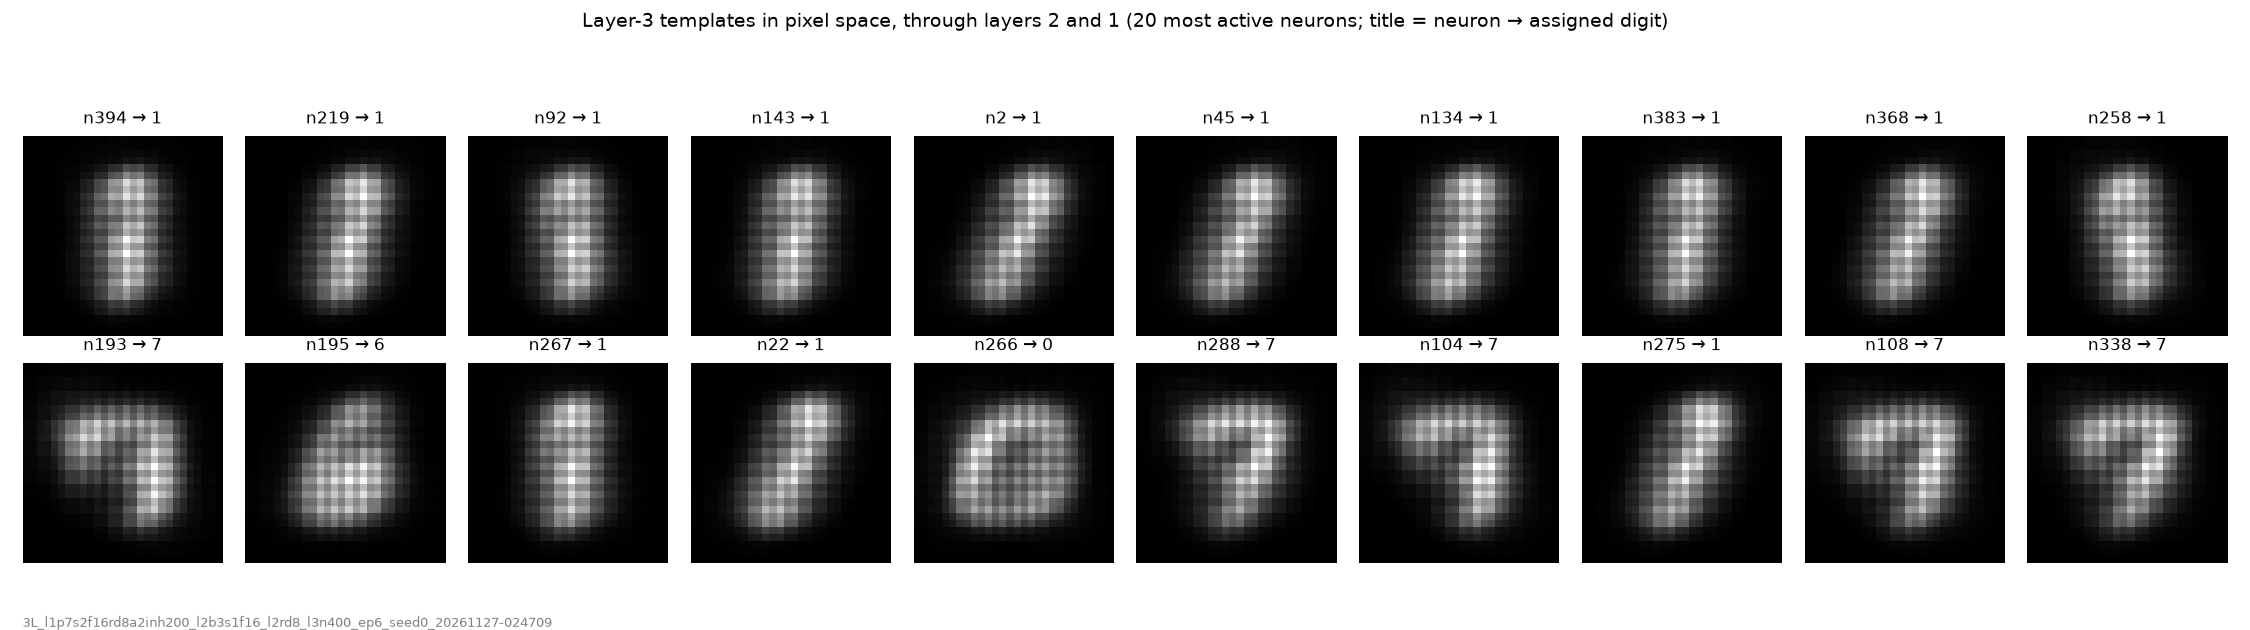 Layer-3 templates in pixel space, through layers 2 and 1 (20 most active neurons; title = neuron → assigned digit)
n394 → 1 n219 → 1 n92 → 1 n143 → 1 n2 → 1 n45 → 1 n134 → 1 n383 → 1 n368 → 1 n258 → 1
n193 → 7 n195 → 6 n267 → 1 n22 → 1 n266 → 0 n288 → 7 n104 → 7 n275 → 1 n108 → 7 n338 → 7
3L_l1p7s2f16rd8a2inh200_l2b3s1f16_l2rd8_l3n400_ep6_seed0_20261127-024709